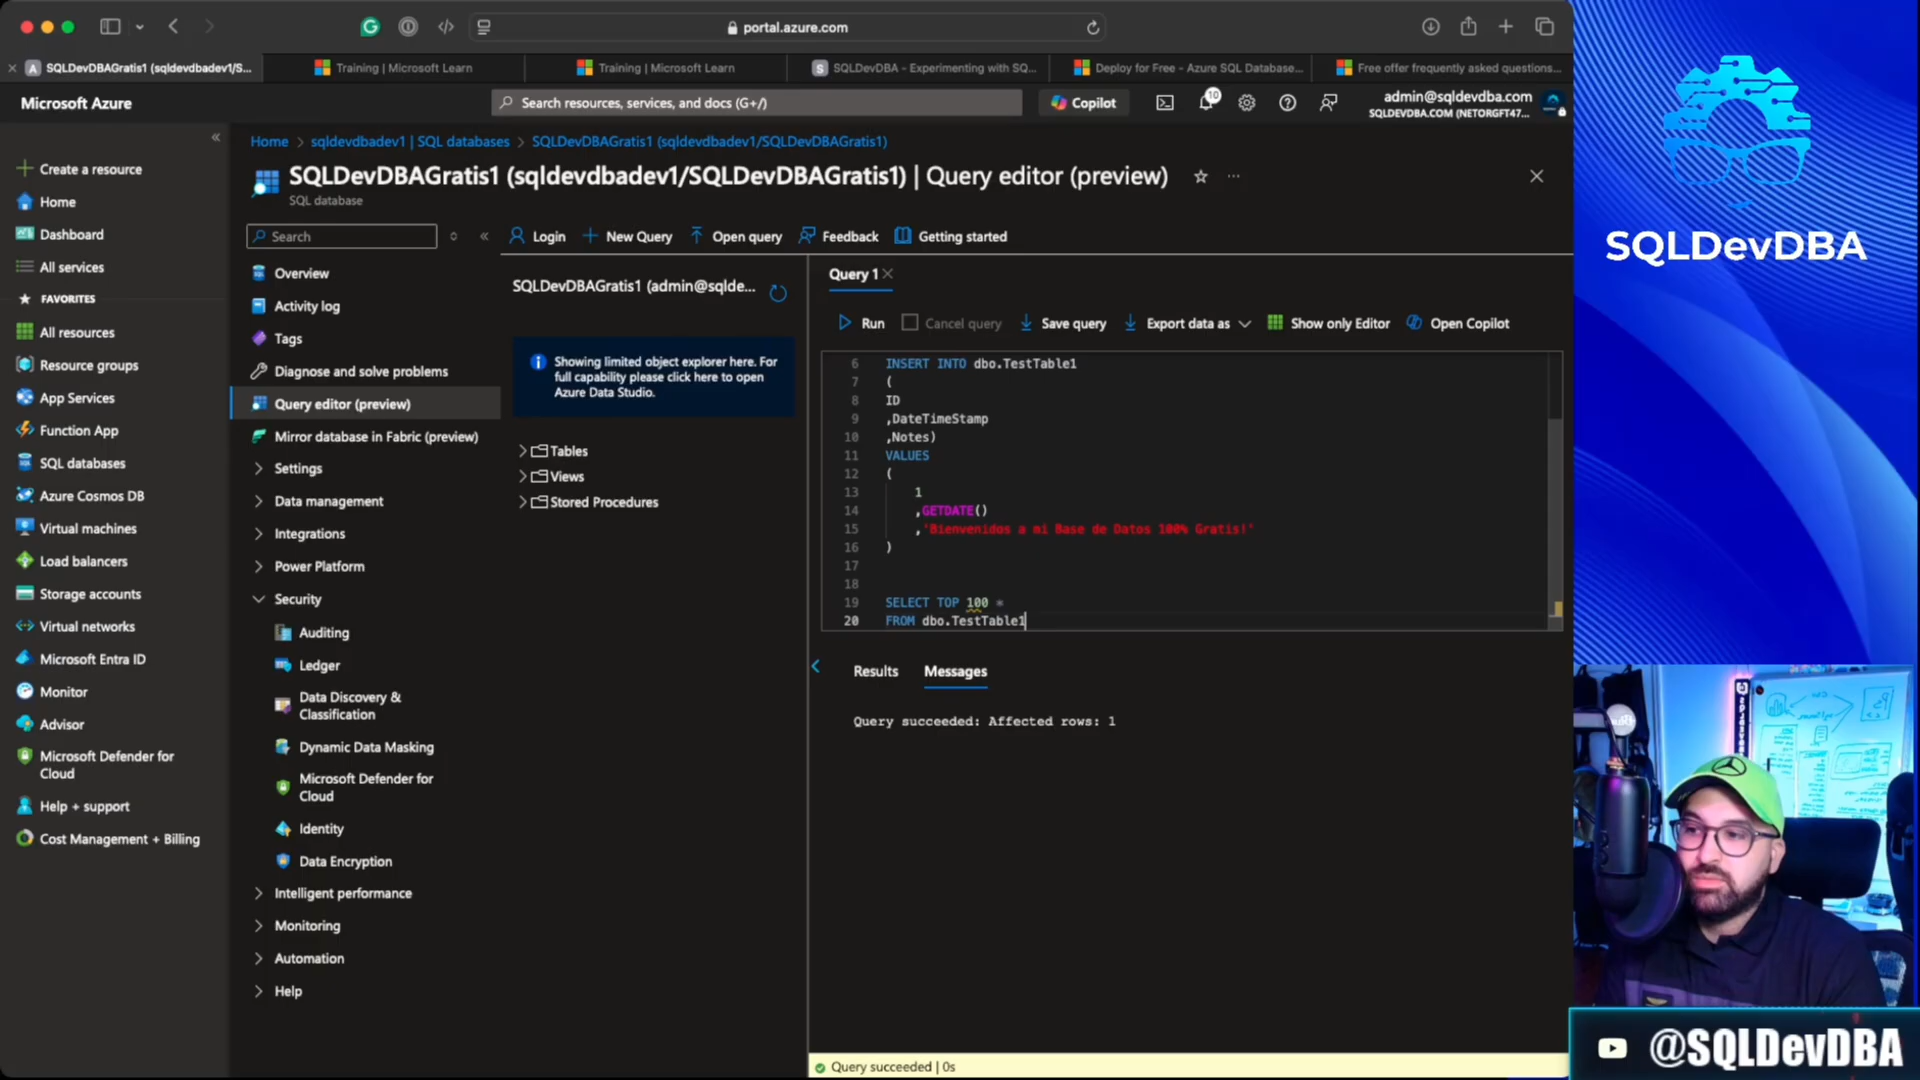 portal.azure.com
SQLDevDBAGratis1 (sqldevdbadev1/S...
Training | Microsoft Learn
Training | Microsoft Learn
SQLDevDBA - Experimenting with SQ...
Deploy for Free - Azure SQL Database...
Free offer frequently asked questions...
Microsoft Azure
Search resources, services, and docs (G+/)
Copilot
10
admin@sqldevdba.com
SQLDEVDBA.COM (NETORGFT47...
Home > sqldevdbadev1 | SQL databases > SQLDevDBAGratis1 (sqldevdbadev1/SQLDevDBAGratis1)
SQLDevDBAGratis1 (sqldevdbadev1/SQLDevDBAGratis1) | Query editor (preview)
SQL database
Create a resource
Home
Dashboard
All services
FAVORITES
All resources
Resource groups
App Services
Function App
SQL databases
Azure Cosmos DB
Virtual machines
Load balancers
Storage accounts
Virtual networks
Microsoft Entra ID
Monitor
Advisor
Microsoft Defender for
Cloud
Help + support
Cost Management + Billing
Search
Overview
Activity log
Tags
Diagnose and solve problems
Query editor (preview)
Mirror database in Fabric (preview)
Settings
Data management
Integrations
Power Platform
Security
Auditing
Ledger
Data Discovery &
Classification
Dynamic Data Masking
Microsoft Defender for
Cloud
Identity
Data Encryption
Intelligent performance
Monitoring
Automation
Help
Login
New Query
Open query
Feedback
Getting started
SQLDevDBAGratis1 (admin@sqlde...
Showing limited object explorer here. For
full capability please click here to open
Azure Data Studio.
Tables
Views
Stored Procedures
Query 1
Run
Cancel query
Save query
Export data as
Show only Editor
Open Copilot
6 INSERT INTO dbo.TestTable1
7 (
8 ID
9 ,DateTimeStamp
10 ,Notes)
11 VALUES
12 (
13 1
14 ,GETDATE()
15 ,'Bienvenidos a mi Base de Datos 100% Gratis!'
16 )
17
18
19 SELECT TOP 100 *
20 FROM dbo.TestTable1
Results
Messages
Query succeeded: Affected rows: 1
Query succeeded | 0s
SQLDevDBA
@SQLDevDBA